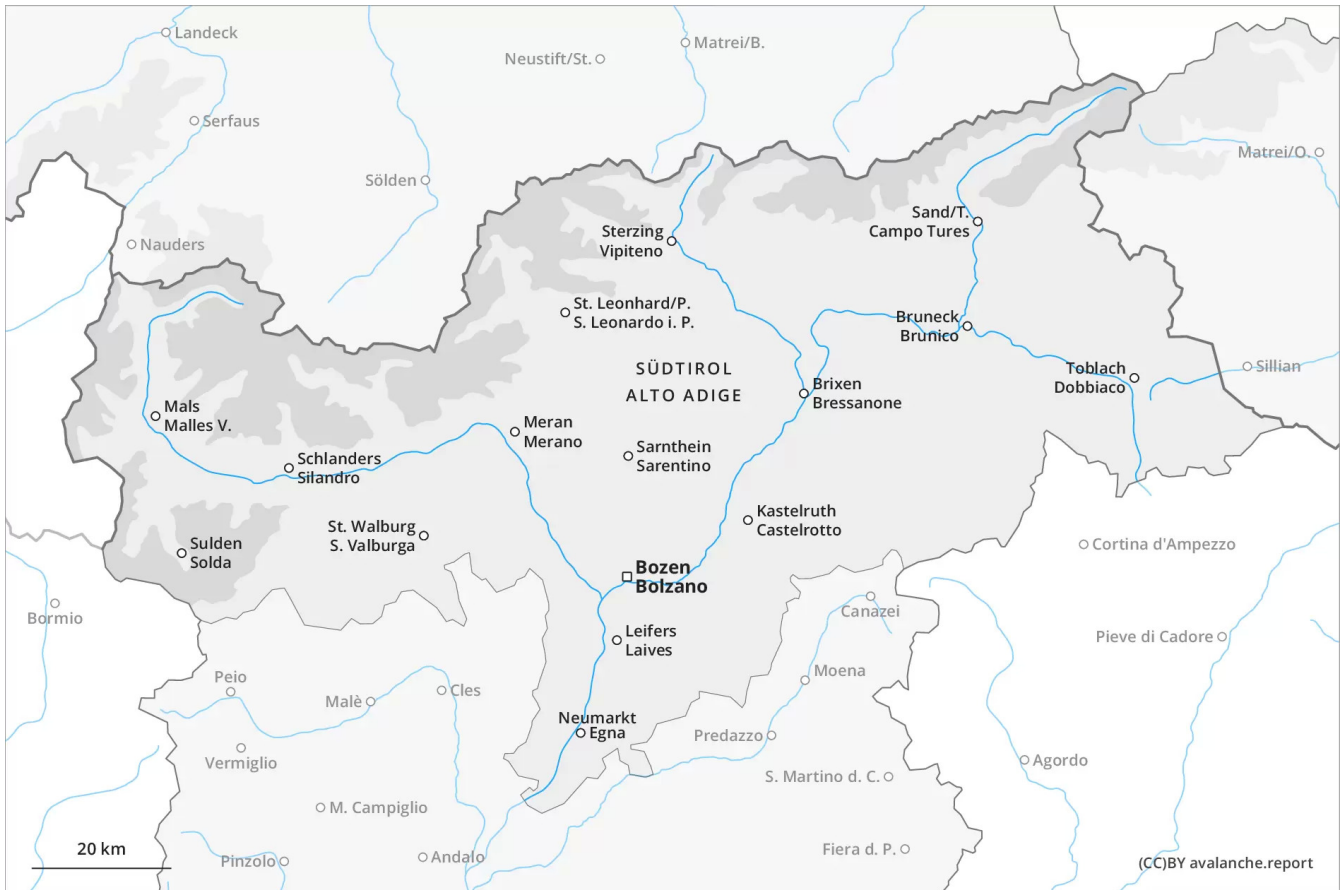 Landeck
Matrei/B.
Neustift/St.
Serfaus
Matrei/O.
Sölden
Sand/T.
Campo Tures
Sterzing
Vipiteno
Nauders
St. Leonhard/P.
S. Leonardo i. P.
Bruneck
Brunico
SÜDTIROL
ALTO ADIGE
Toblach
Dobbiaco
Sillian
Brixen
Bressanone
Mals
Malles V.
Meran
Merano
Sarnthein
Sarentino
Schlanders
Silandro
Kastelruth
Castelrotto
St. Walburg
S. Valburga
Sulden
Solda
Cortina d'Ampezzo
Bozen
Bolzano
Bormio
Canazei
Leifers
Laives
Pieve di Cadore
Peio
Moena
Malè
Cles
Neumarkt
Egna
Predazzo
Vermiglio
Agordo
S. Martino d. C.
M. Campiglio
20 km
Pinzolo
Andalo
Fiera d. P.
(CC)BY avalanche.report